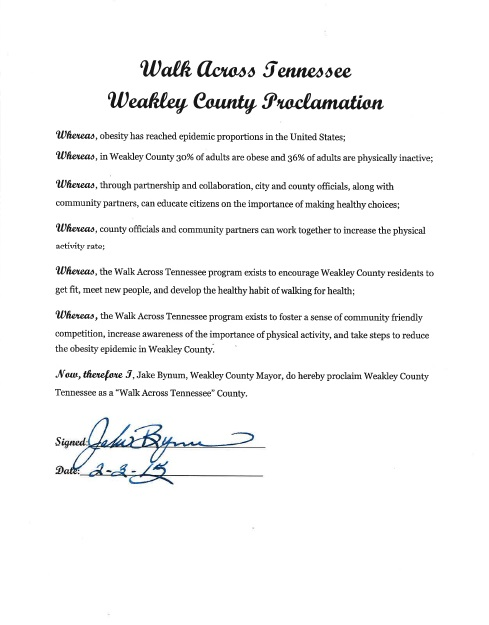 Walk Across Tennessee
Weakley County Proclamation
Whereas, obesity has reached epidemic proportions in the United States;
Whereas, in Weakley County 30% of adults are obese and 36% of adults are physically inactive;
Whereas, through partnership and collaboration, city and county officials, along with
community partners, can educate citizens on the importance of making healthy choices;
Whereas, county officials and community partners can work together to increase the physical
activity rate;
Whereas, the Walk Across Tennessee program exists to encourage Weakley County residents to
get fit, meet new people, and develop the healthy habit of walking for health;
Whereas, the Walk Across Tennessee program exists to foster a sense of community friendly
competition, increase awareness of the importance of physical activity, and take steps to reduce
the obesity epidemic in Weakley County.
Now, therefore I, Jake Bynum, Weakley County Mayor, do hereby proclaim Weakley County
Tennessee as a “Walk Across Tennessee” County.
Signed: Jake Bynum
Date: 2-2-15